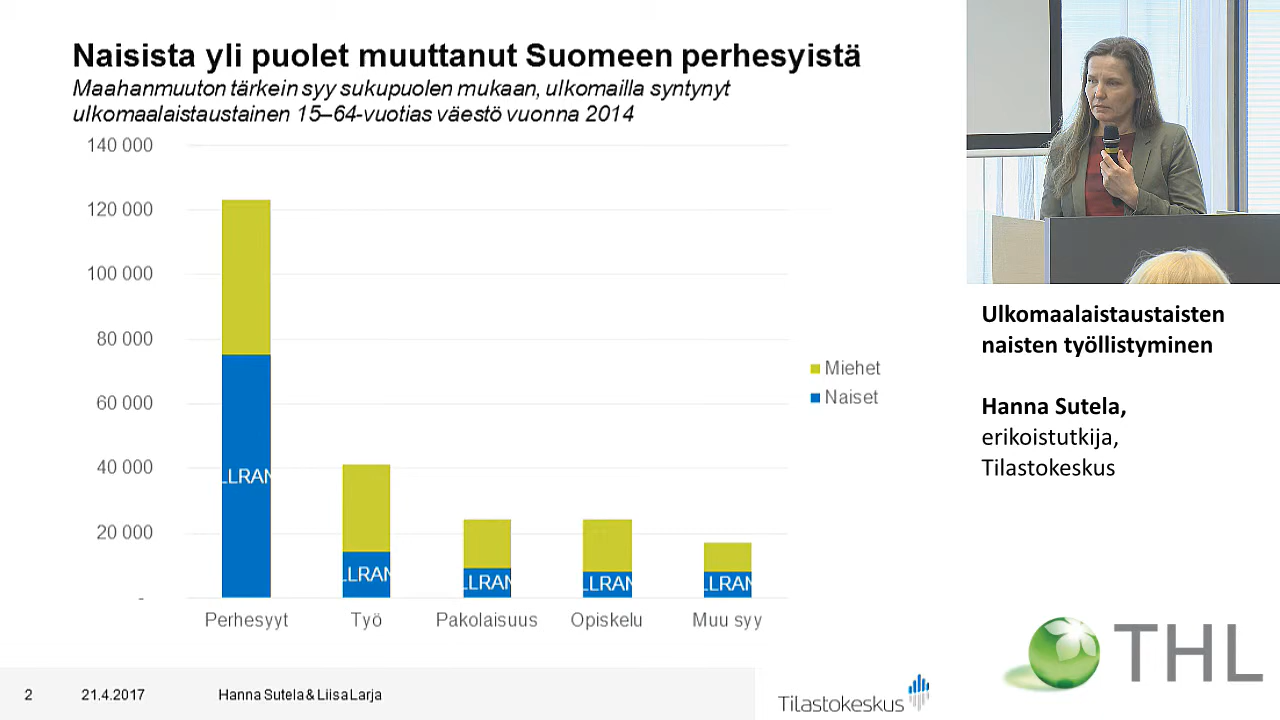 Naisista yli puolet muuttanut Suomeen perhesyistä
Maahanmuuton tärkein syy sukupuolen mukaan, ulkomailla syntynyt
ulkomaalaistaustainen 15–64-vuotias väestö vuonna 2014
140 000
120 000
100 000
80 000
60 000
40 000
20 000
-
LLRAN
LLRAN
LLRAN
LLRAN
LLRAN
Perhesyyt Työ Pakolaisuus Opiskelu Muu syy
Miehet
Naiset
2 21.4.2017 Hanna Sutela & Liisa Larja
Tilastokeskus
Ulkomaalaistaustaisten
naisten työllistyminen
Hanna Sutela,
erikoistutkija,
Tilastokeskus
THL